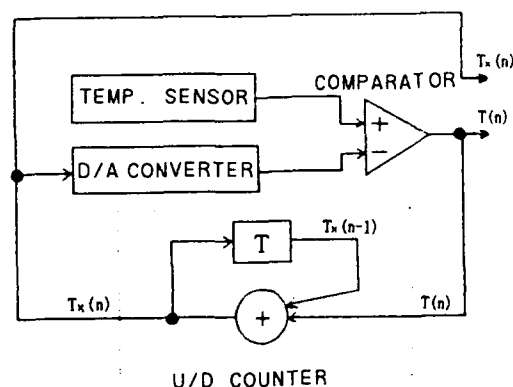 Tx(n)
COMPARATOR
TEMP. SENSOR
T(n)
+
D/A CONVERTER
−
Tx(n-1)
T
Tx(n)
+
T(n)
U/D COUNTER